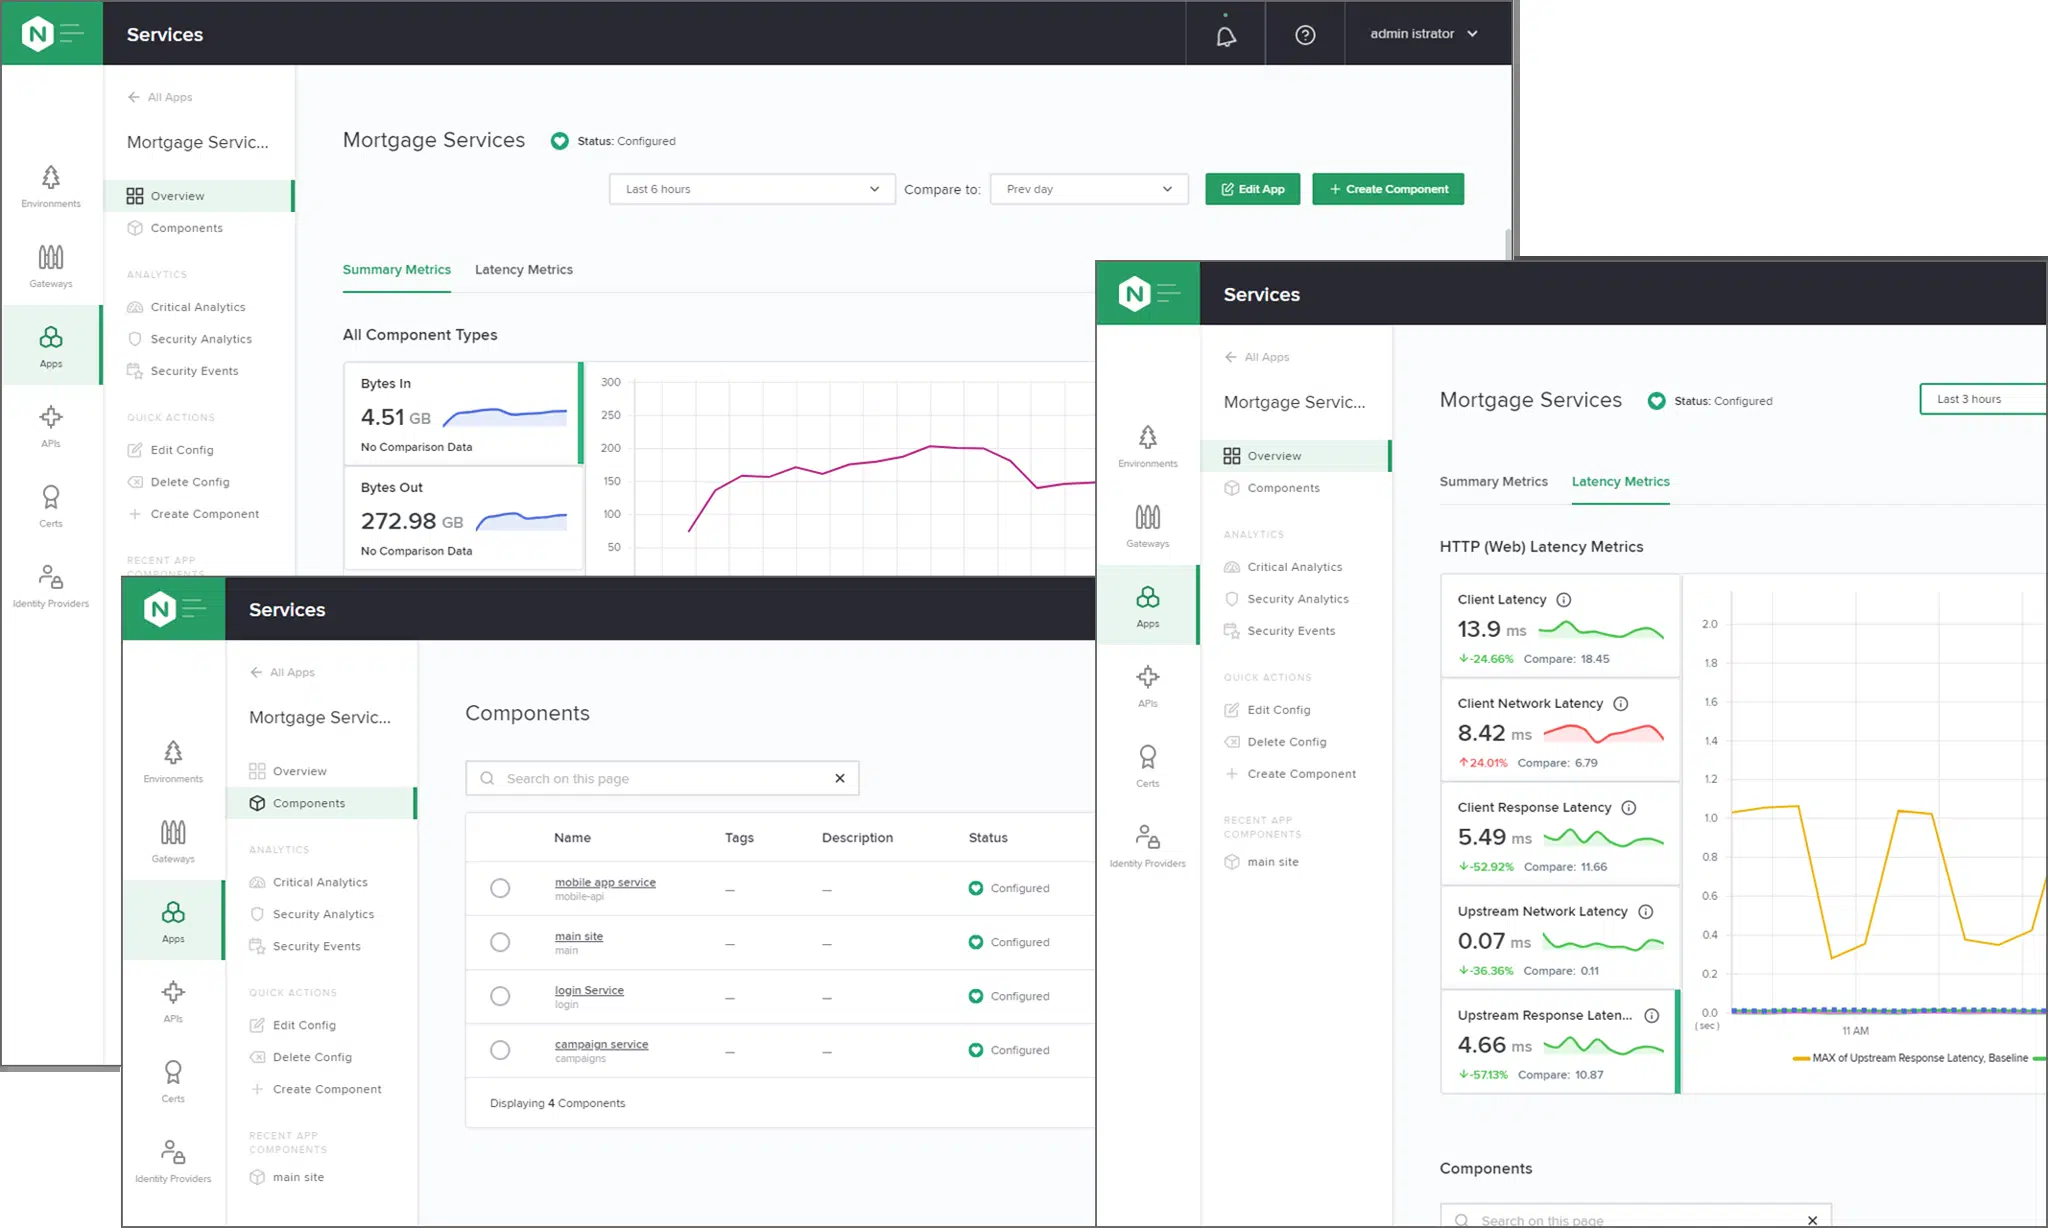 N
Services
admin istrator
All Apps
Mortgage Servic...
Overview
Components
ANALYTICS
Critical Analytics
Security Analytics
Security Events
QUICK ACTIONS
Edit Config
Delete Config
Create Component
RECENT APP
COMPONENTS
Environments
Gateways
Apps
APIs
Certs
Identity Providers
Mortgage Services
Status: Configured
Last 6 hours
Compare to:
Prev day
Edit App
Create Component
Summary Metrics
Latency Metrics
All Component Types
Bytes In
4.51 GB
No Comparison Data
Bytes Out
272.98 GB
No Comparison Data
300
250
200
150
100
50
N
Services
All Apps
Mortgage Servic...
Overview
Components
ANALYTICS
Critical Analytics
Security Analytics
Security Events
QUICK ACTIONS
Edit Config
Delete Config
Create Component
RECENT APP
COMPONENTS
main site
Environments
Gateways
Apps
APIs
Certs
Identity Providers
Components
Search on this page
Name Tags Description Status
mobile app service — — Configured
mobile-api
main site — — Configured
main
login Service — — Configured
login
campaign service — — Configured
campaigns
Displaying 4 Components
N
Services
All Apps
Mortgage Servic...
Overview
Components
ANALYTICS
Critical Analytics
Security Analytics
Security Events
QUICK ACTIONS
Edit Config
Delete Config
Create Component
RECENT APP
COMPONENTS
main site
Environments
Gateways
Apps
APIs
Certs
Identity Providers
Mortgage Services
Status: Configured
Last 3 hours
Summary Metrics
Latency Metrics
HTTP (Web) Latency Metrics
Client Latency
13.9 ms
-24.66% Compare: 18.45
Client Network Latency
8.42 ms
24.01% Compare: 6.79
Client Response Latency
5.49 ms
-52.92% Compare: 11.66
Upstream Network Latency
0.07 ms
-36.36% Compare: 0.11
Upstream Response Laten...
4.66 ms
-57.13% Compare: 10.87
2.0
1.8
1.6
1.4
1.2
1.0
0.8
0.6
0.4
0.2
0.0
( sec )
11 AM
MAX of Upstream Response Latency, Baseline
Components
Search on this page